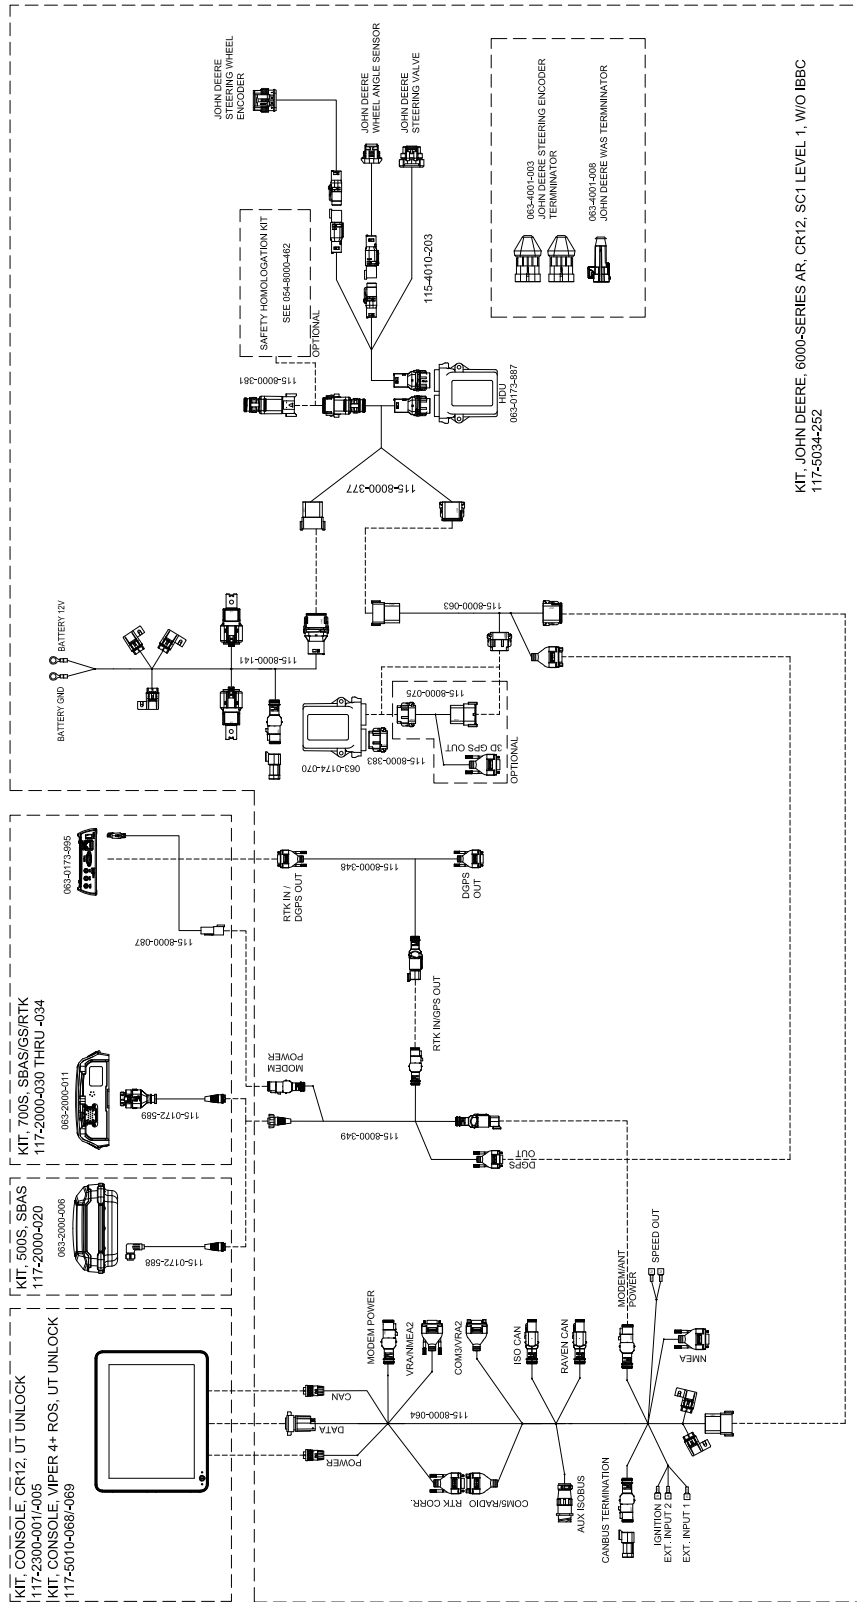 KIT, CONSOLE, CR12, UT UNLOCK
117-2300-001/-005
KIT, CONSOLE, VIPER 4+ ROS, UT UNLOCK
117-5010-068/-069
KIT, 500S, SBAS
117-2000-020
063-2000-006
115-0172-588
KIT, 700S, SBAS/GS/RTK
117-2000-030 THRU -034
063-2000-011
115-0172-589
063-0173-995
115-8000-087
POWER
DATA
CAN
MODEM POWER
VRA/NMEA2
COM3/VRA2
115-8000-064
RTK CORR.
COM5/RADIO
ISO CAN
RAVEN CAN
AUX ISOBUS
CANBUS TERMINATION
MODEM/ANT
POWER
SPEED OUT
NMEA
IGNITION
EXT. INPUT 2
EXT. INPUT 1
MODEM
POWER
115-8000-349
DGPS
OUT
RTK IN/GPS OUT
RTK IN /
DGPS OUT
115-8000-348
DGPS
OUT
BATTERY GND
BATTERY 12V
115-8000-141
063-0174-070
115-8000-383
115-8000-075
3D GPS OUT
OPTIONAL
115-8000-063
115-8000-377
115-8000-381
SAFETY HOMOLOGATION KIT
SEE 054-8000-462
OPTIONAL
HDU
063-0173-887
115-4010-203
JOHN DEERE
STEERING WHEEL
ENCODER
JOHN DEERE
WHEEL ANGLE SENSOR
JOHN DEERE
STEERING VALVE
063-4001-003
JOHN DEERE STEERING ENCODER
TERMNINATOR
063-4001-008
JOHN DEERE WAS TERMNINATOR
KIT, JOHN DEERE, 6000-SERIES AR, CR12, SC1 LEVEL 1, W/O IBBC
117-5034-252